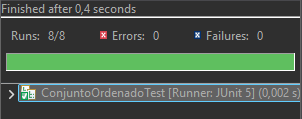 Finished after 0,4 seconds
Runs: 8/8 Errors: 0 Failures: 0
ConjuntoOrdenadoTest [Runner: JUnit 5] (0,002 s)